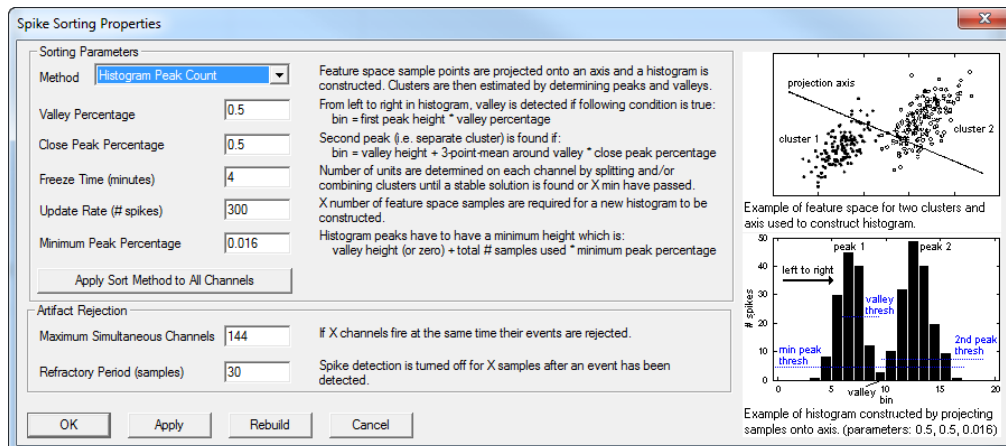 Spike Sorting Properties
x
Sorting Parameters
Method Histogram Peak Count
Feature space sample points are projected onto an axis and a histogram is
constructed. Clusters are then estimated by determining peaks and valleys.
Valley Percentage 0.5
From left to right in histogram, valley is detected if following condition is true:
bin = first peak height * valley percentage
Close Peak Percentage 0.5
Second peak (i.e. separate cluster) is found if:
bin = valley height + 3-point-mean around valley * close peak percentage
Freeze Time (minutes) 4
Number of units are determined on each channel by splitting and/or
combining clusters until a stable solution is found or X min have passed.
Update Rate (# spikes) 300
X number of feature space samples are required for a new histogram to be
constructed.
Minimum Peak Percentage 0.016
Histogram peaks have to have a minimum height which is:
valley height (or zero) + total # samples used * minimum peak percentage
Apply Sort Method to All Channels
Artifact Rejection
Maximum Simultaneous Channels 144
If X channels fire at the same time their events are rejected.
Refractory Period (samples) 30
Spike detection is turned off for X samples after an event has been
detected.
OK Apply Rebuild Cancel
projection axis
cluster 1
cluster 2
Example of feature space for two clusters and
axis used to construct histogram.
50
40
30
20
10
0
# spikes
peak 1 peak 2
left to right
valley
thresh
min peak
thresh
2nd peak
thresh
0 5 10 15 20
valley
bin
Example of histogram constructed by projecting
samples onto axis. (parameters: 0.5, 0.5, 0.016)